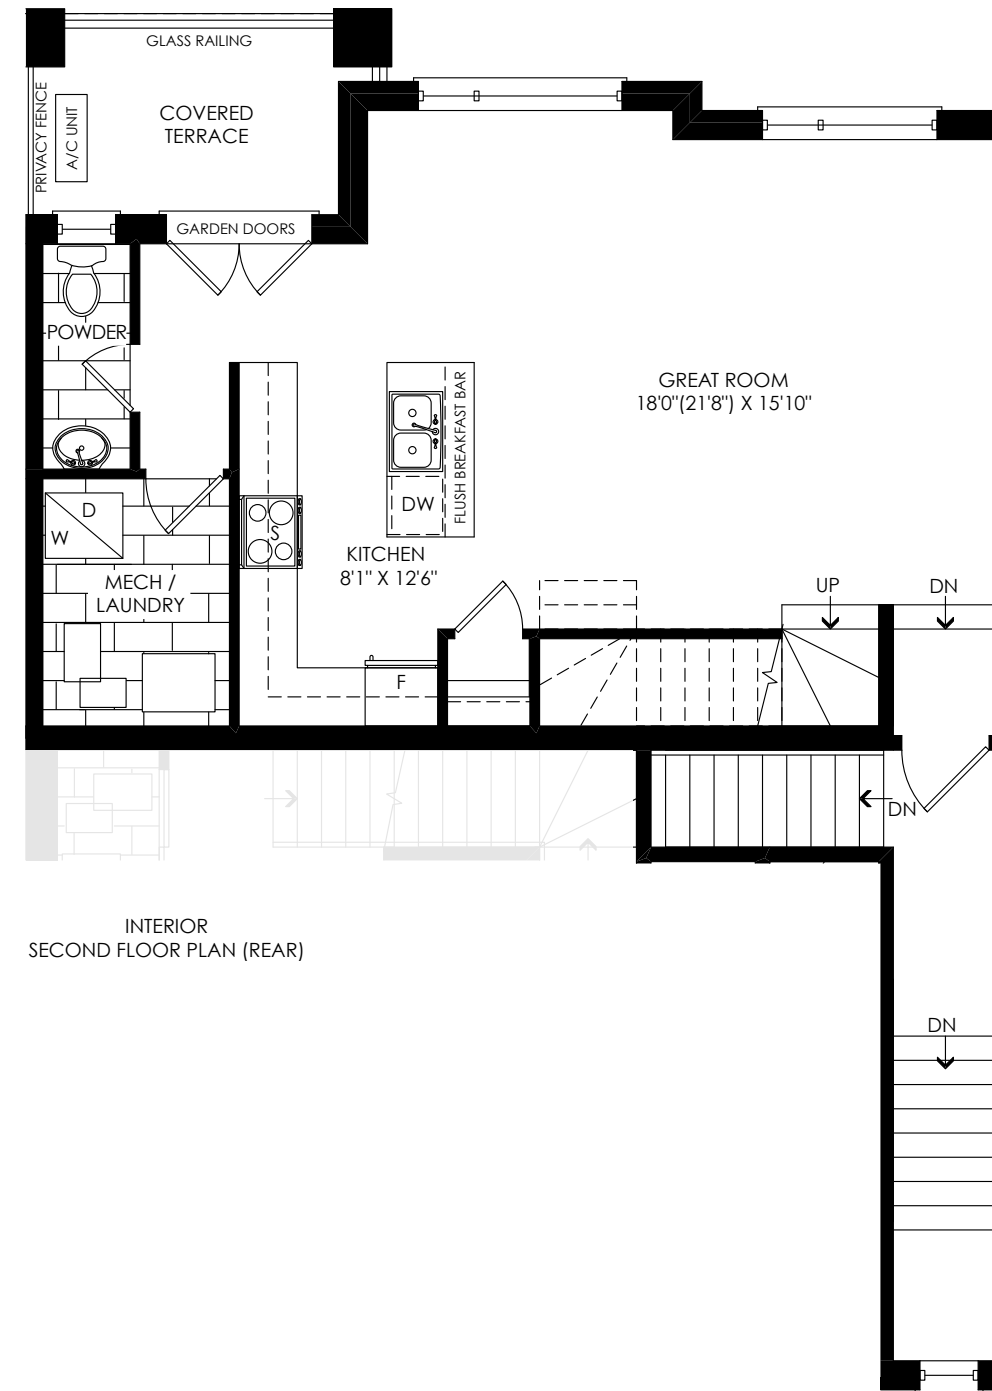 GLASS RAILING
PRIVACY FENCE
A/C UNIT
COVERED
TERRACE
GARDEN DOORS
POWDER
GREAT ROOM
18'0"(21'8") X 15'10"
FLUSH BREAKFAST BAR
DW
D
W
S
KITCHEN
8'1" X 12'6"
MECH /
LAUNDRY
UP
DN
F
DN
INTERIOR
SECOND FLOOR PLAN (REAR)
DN